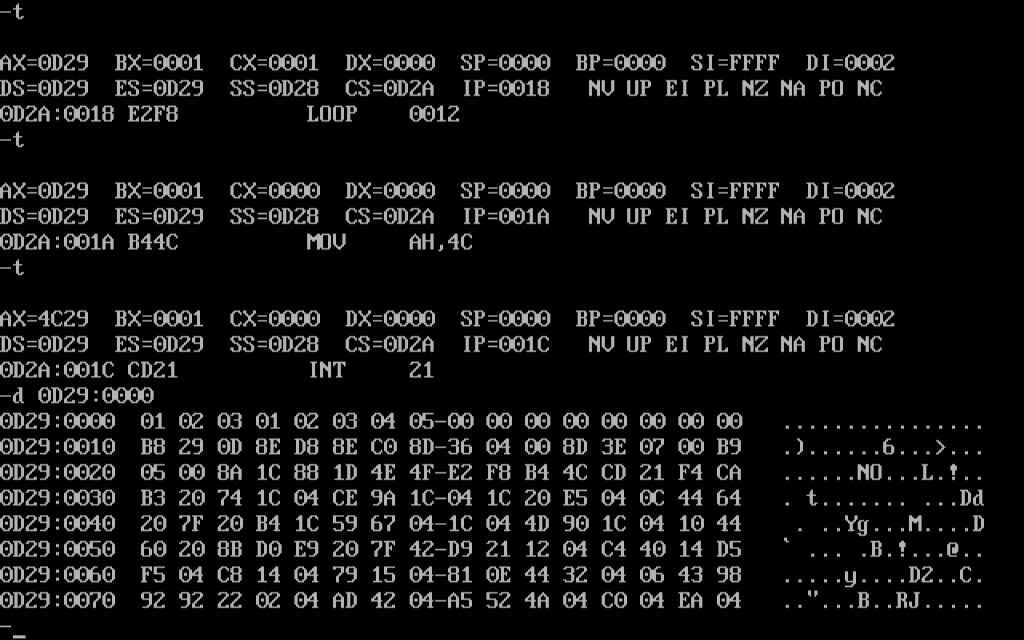 -t
AX=0D29 BX=0001 CX=0001 DX=0000 SP=0000 BP=0000 SI=FFFF DI=0002
DS=0D29 ES=0D29 SS=0D28 CS=0D2A IP=0018 NV UP EI PL NZ NA PO NC
0D2A:0018 E2F8 LOOP 0012
-t
AX=0D29 BX=0001 CX=0000 DX=0000 SP=0000 BP=0000 SI=FFFF DI=0002
DS=0D29 ES=0D29 SS=0D28 CS=0D2A IP=001A NV UP EI PL NZ NA PO NC
0D2A:001A B44C MOV AH,4C
-t
AX=4C29 BX=0001 CX=0000 DX=0000 SP=0000 BP=0000 SI=FFFF DI=0002
DS=0D29 ES=0D29 SS=0D28 CS=0D2A IP=001C NV UP EI PL NZ NA PO NC
0D2A:001C CD21 INT 21
-d 0D29:0000
0D29:0000 01 02 03 01 02 03 04 05-00 00 00 00 00 00 00 00 ................
0D29:0010 B8 29 0D 8E D8 8E C0 8D-36 04 00 8D 3E 07 00 B9 .)......6...>...
0D29:0020 05 00 8A 1C 88 1D 4E 4F-E2 F8 B4 4C CD 21 F4 CA ......NO...L.!..
0D29:0030 B3 20 74 1C 04 CE 9A 1C-04 1C 20 E5 04 0C 44 64 . t....... ...Dd
0D29:0040 20 7F 20 B4 1C 59 67 04-1C 04 4D 90 1C 04 10 44  . ..Yg...M....D
0D29:0050 60 20 8B D0 E9 20 7F 42-D9 21 12 04 C4 40 14 D5 ` ... .B.!...@..
0D29:0060 F5 04 C8 14 04 79 15 04-81 0E 44 32 04 06 43 98 .....y....D2..C.
0D29:0070 92 92 22 02 04 AD 42 04-A5 52 4A 04 C0 04 EA 04 .."...B..RJ.....
-_